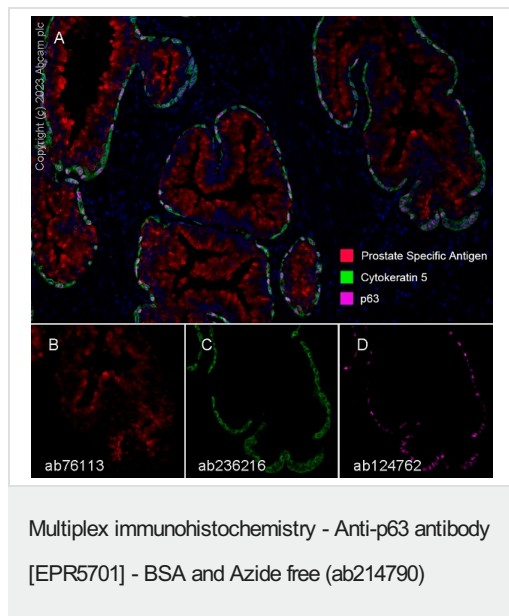 A
Copyright (c) 2023 Abcam plc
Prostate Specific Antigen
Cytokeratin 5
p63
B
C
D
ab76113
ab236216
ab124762
Multiplex immunohistochemistry - Anti-p63 antibody
[EPR5701] - BSA and Azide free (ab214790)